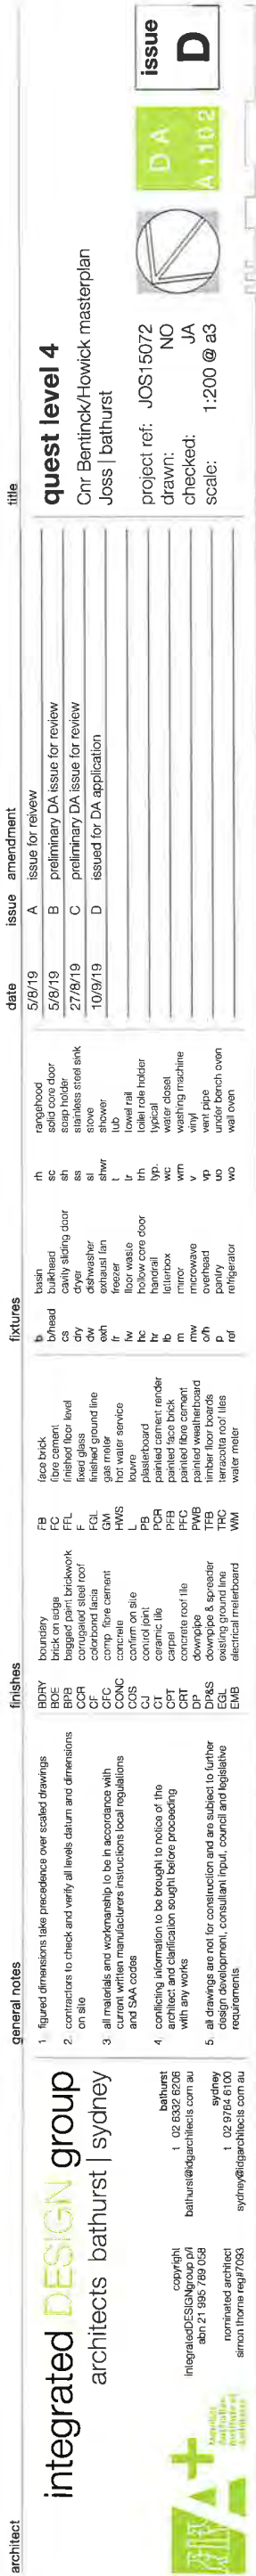 architect
integrated DESIGN group
architects bathurst | sydney
A+
copyright
integratedDESIGNgroup p/l
abn 21 995 789 058
nominated architect
simon thorne reg#7093
bathurst
t 02 6332 6206
bathurst@idgarchitects.com au
sydney
t 02 9764 6100
sydney@idgarchitects.com au
general notes
1. figured dimensions take precedence over scaled drawings
2. contractors to check and verify all levels datum and dimensions
on site
3. all materials and workmanship to be in accordance with
current written manufacturers instructions local regulations
and SAA codes
4. conflicting information to be brought to notice of the
architect and clarification sought before proceeding
with any works
5. all drawings are not for construction and are subject to further
design development, consultant input, council and legislative
requirements
finishes
BDRY boundary
BOE brick on edge
BPB bagged paint brickwork
CCR corrugated steel roof
CF colorbond facia
CFC comp fibre cement
CONC concrete
COS confirm on site
CJ control joint
CT ceramic tile
CPT carpet
CRT concrete roof tile
DP downpipe
DP&S downpipe & spreader
EGL existing ground line
EMB electrical meterboard
FB face brick
FC fibre cement
FFL finished floor level
F fixed glass
FGL finished ground line
GM gas meter
HWS hot water service
L louvre
PB plasterboard
PCR painted cement render
PFB painted face brick
PFC painted fibre cement
PWB painted weatherboard
TFB timber floor boards
TRC terracotta roof tiles
WM water meter
fixtures
b basin
b/head bulkhead
cs cavity sliding door
dry dryer
dw dishwasher
exh exhaust fan
fr freezer
fw floor waste
hc hollow core door
hr handrail
lb letterbox
m mirror
mw microwave
o/h overhead
p pantry
ref refrigerator
rh rangehood
sc solid core door
sh soap holder
ss stainless steel sink
st stove
shwr shower
t tub
tr towel rail
trh toilet role holder
typ. typical
wc water closet
wm washing machine
v vinyl
vp vent pipe
uo under bench oven
wo wall oven
date issue amendment
5/8/19 A issue for reivew
5/8/19 B preliminary DA issue for review
27/8/19 C preliminary DA issue for review
10/9/19 D issued for DA application
title
quest level 4
Cnr Bentinck/Howick masterplan
Joss | bathurst
project ref: JOS15072
drawn: NO
checked: JA
scale: 1:200 @ a3
DA
A1102
issue
D